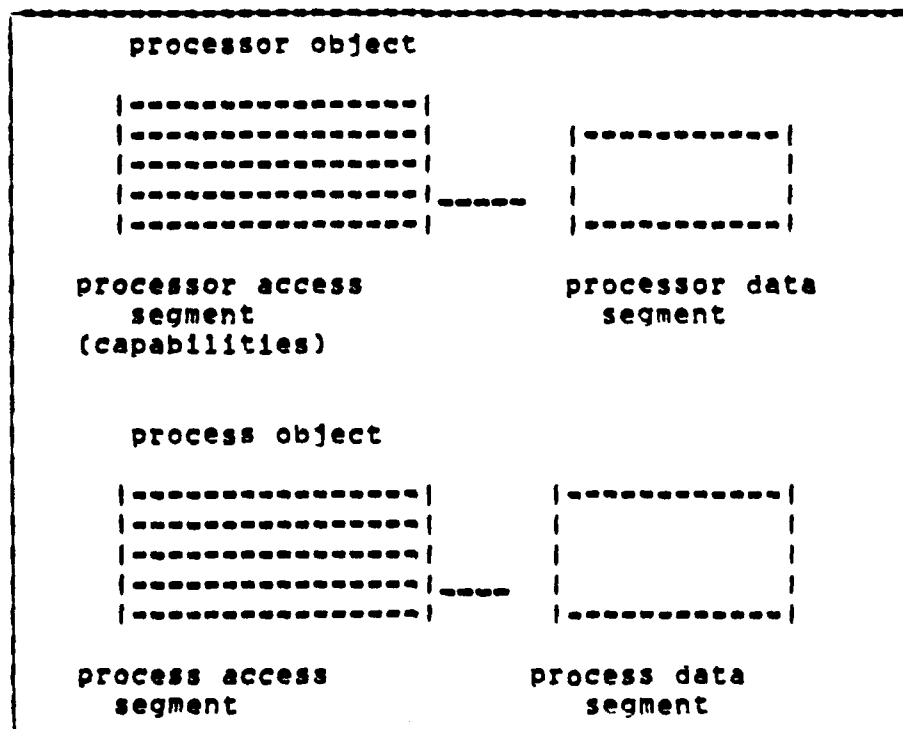 processor object
processor access
segment
(capabilities)
processor data
segment
process object
process access
segment
process data
segment